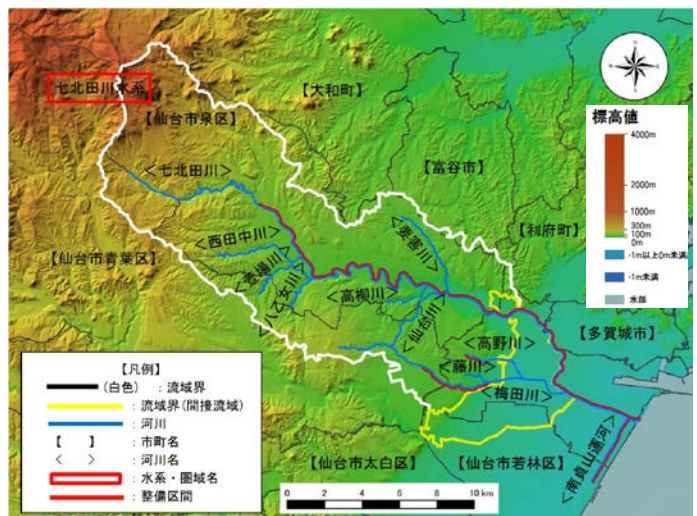 七北田川水系
【大和町】
【仙台市泉区】
【富谷市】
【利府町】
<七北田川>
<要害川>
<西田中川>
【仙台市青葉区】
<八乙女川>
<高柳川>
<仙台川>
【多賀城市】
<高野川>
<藤川>
<梅田川>
<南貞山運河>
【仙台市太白区】
【仙台市若林区】
標高値
4000m
2000m
1000m
300m
100m
0m
-1m以上0m未満
-1m未満
水部
【凡例】
(白色) : 流域界
: 流域界(間接流域)
: 河川
【 】 : 市町名
< > : 河川名
: 水系・圏域名
: 整備区間
0 2 4 6 8 10 km